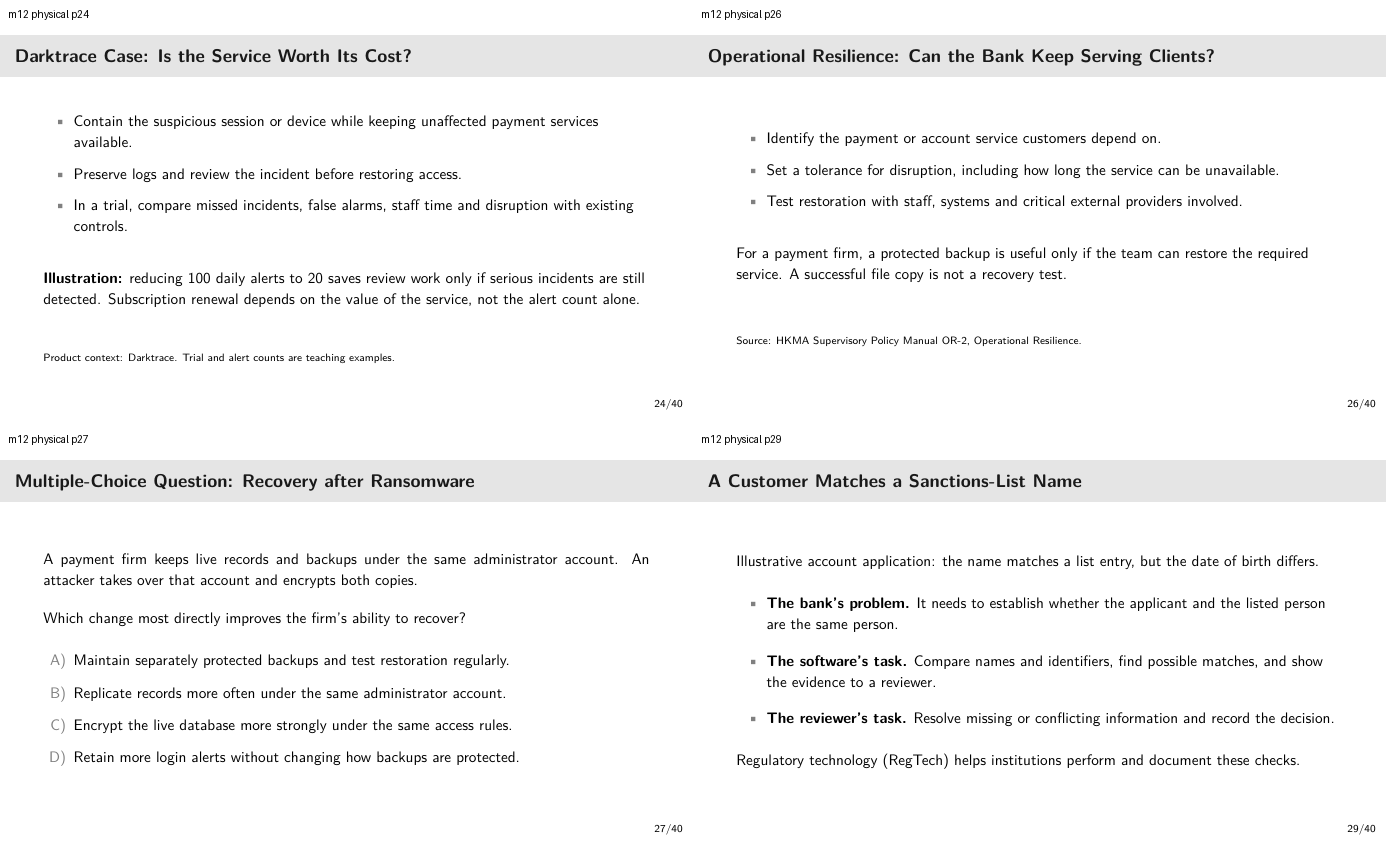 m12 physical p24
Darktrace Case: Is the Service Worth Its Cost?
Contain the suspicious session or device while keeping unaffected payment services
available.
Preserve logs and review the incident before restoring access.
In a trial, compare missed incidents, false alarms, staff time and disruption with existing
controls.
Illustration: reducing 100 daily alerts to 20 saves review work only if serious incidents are still
detected. Subscription renewal depends on the value of the service, not the alert count alone.
Product context: Darktrace. Trial and alert counts are teaching examples.
24/40
m12 physical p26
Operational Resilience: Can the Bank Keep Serving Clients?
Identify the payment or account service customers depend on.
Set a tolerance for disruption, including how long the service can be unavailable.
Test restoration with staff, systems and critical external providers involved.
For a payment firm, a protected backup is useful only if the team can restore the required
service. A successful file copy is not a recovery test.
Source: HKMA Supervisory Policy Manual OR-2, Operational Resilience.
26/40
m12 physical p27
Multiple-Choice Question: Recovery after Ransomware
A payment firm keeps live records and backups under the same administrator account. An
attacker takes over that account and encrypts both copies.
Which change most directly improves the firm's ability to recover?
A) Maintain separately protected backups and test restoration regularly.
B) Replicate records more often under the same administrator account.
C) Encrypt the live database more strongly under the same access rules.
D) Retain more login alerts without changing how backups are protected.
27/40
m12 physical p29
A Customer Matches a Sanctions-List Name
Illustrative account application: the name matches a list entry, but the date of birth differs.
The bank's problem. It needs to establish whether the applicant and the listed person
are the same person.
The software's task. Compare names and identifiers, find possible matches, and show
the evidence to a reviewer.
The reviewer's task. Resolve missing or conflicting information and record the decision.
Regulatory technology (RegTech) helps institutions perform and document these checks.
29/40